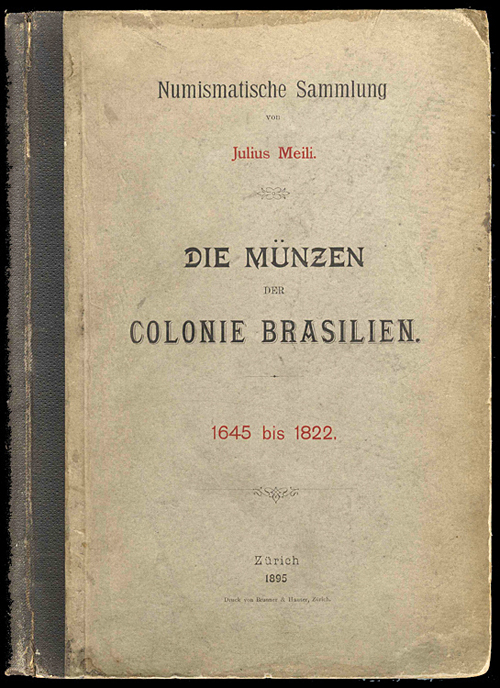 Numismatische Sammlung
von
Julius Meili.
DIE MÜNZEN
DER
COLONIE BRASILIEN.
1645 bis 1822.
Zürich
1895
Druck von Brunner & Hauser, Zürich.